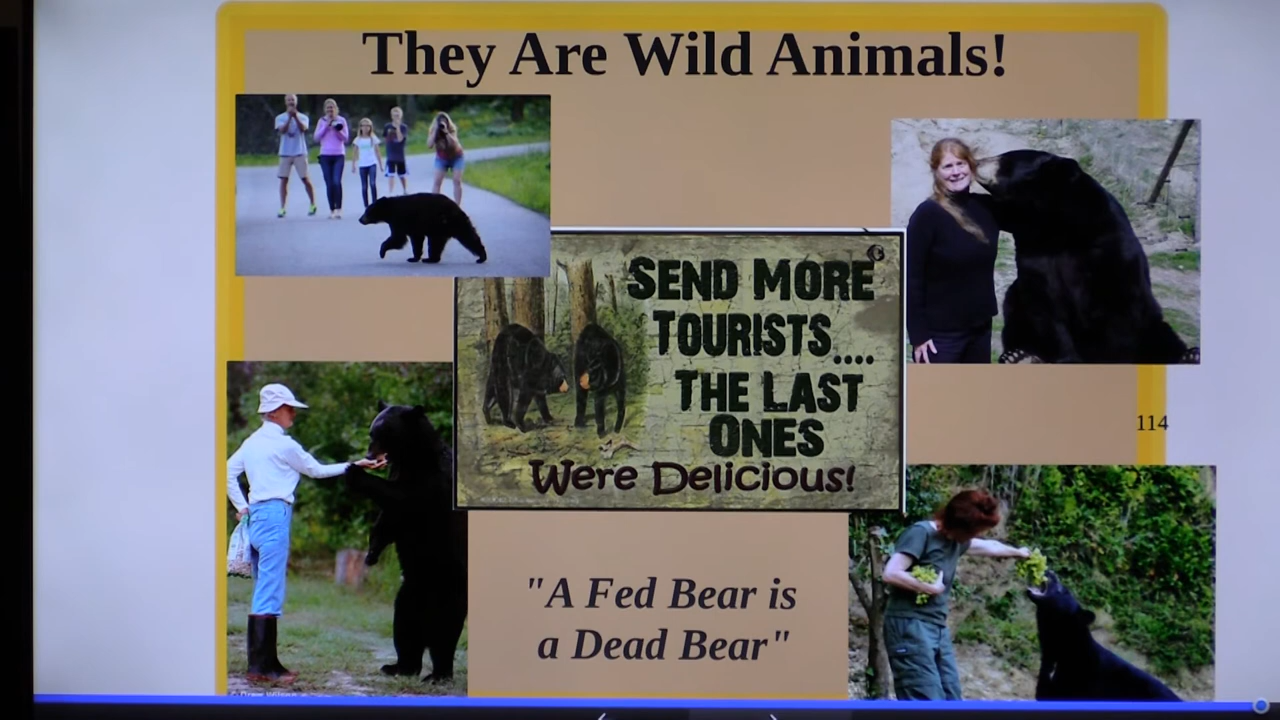 They Are Wild Animals!
SEND MORE
TOURISTS....
THE LAST
ONES
Were Delicious!
114
"A Fed Bear is
a Dead Bear"